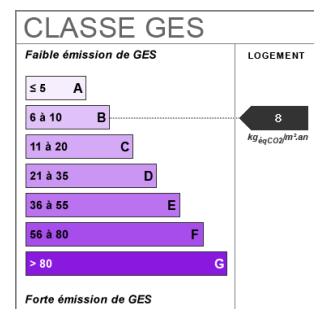 CLASSE GES
Faible émission de GES
LOGEMENT
≤ 5 A
6 à 10 B
8
kgéqCO2/m².an
11 à 20 C
21 à 35 D
36 à 55 E
56 à 80 F
> 80 G
Forte émission de GES